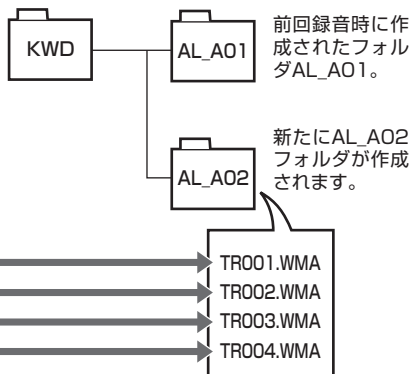 KWD
AL_A01
前回録音時に作
成されたフォル
ダAL_A01。
AL_A02
新たにAL_A02
フォルダが作成
されます。
TR001.WMA
TR002.WMA
TR003.WMA
TR004.WMA